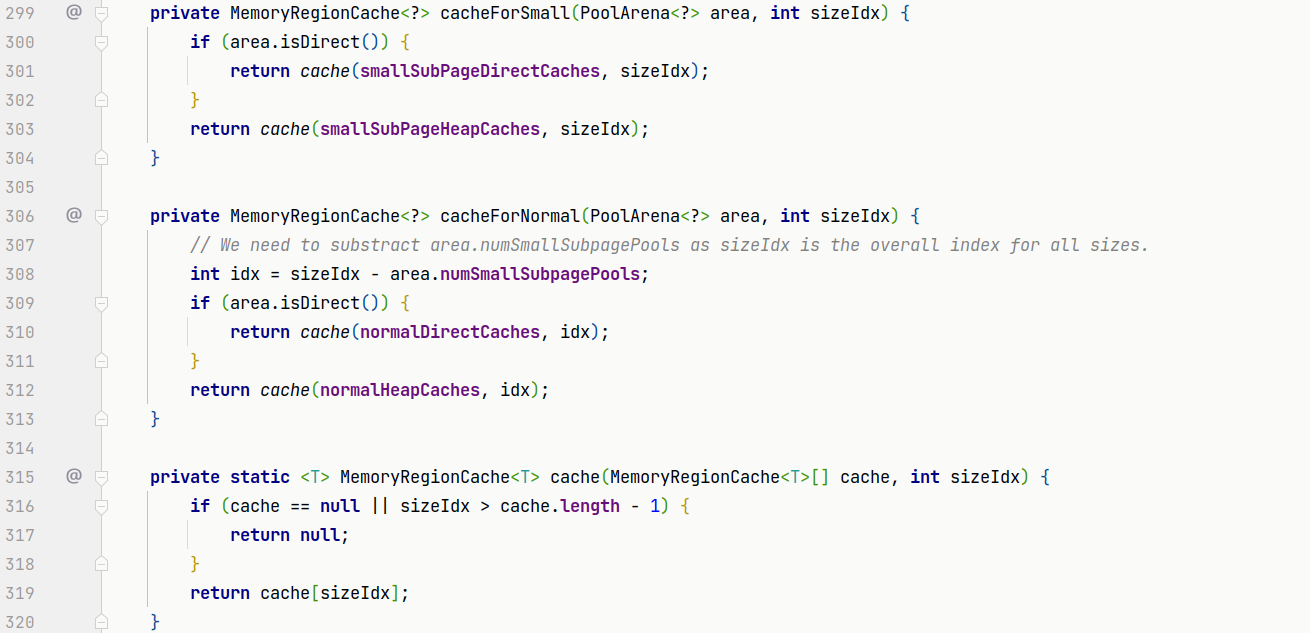 299 @ private MemoryRegionCache<?> cacheForSmall(PoolArena<?> area, int sizeIdx) {
300 if (area.isDirect()) {
301 return cache(smallSubPageDirectCaches, sizeIdx);
302 }
303 return cache(smallSubPageHeapCaches, sizeIdx);
304 }
305
306 @ private MemoryRegionCache<?> cacheForNormal(PoolArena<?> area, int sizeIdx) {
307 // We need to substract area.numSmallSubpagePools as sizeIdx is the overall index for all sizes.
308 int idx = sizeIdx - area.numSmallSubpagePools;
309 if (area.isDirect()) {
310 return cache(normalDirectCaches, idx);
311 }
312 return cache(normalHeapCaches, idx);
313 }
314
315 @ private static <T> MemoryRegionCache<T> cache(MemoryRegionCache<T>[] cache, int sizeIdx) {
316 if (cache == null || sizeIdx > cache.length - 1) {
317 return null;
318 }
319 return cache[sizeIdx];
320 }